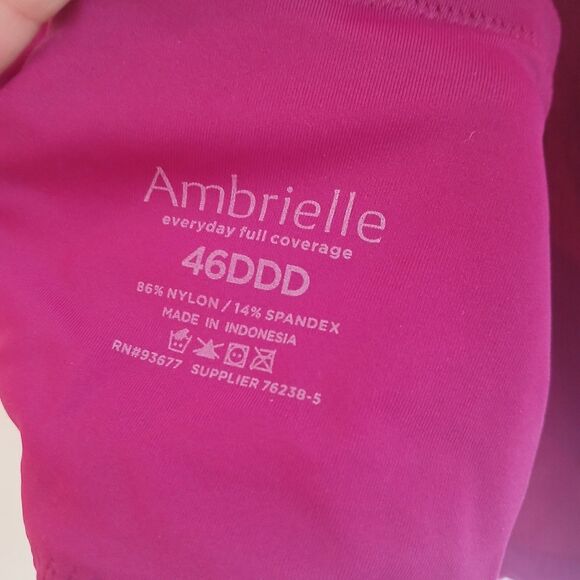 Ambrielle
everyday full coverage
46DDD
86% NYLON / 14% SPANDEX
MADE IN INDONESIA
RN#93677 SUPPLIER 76238-5